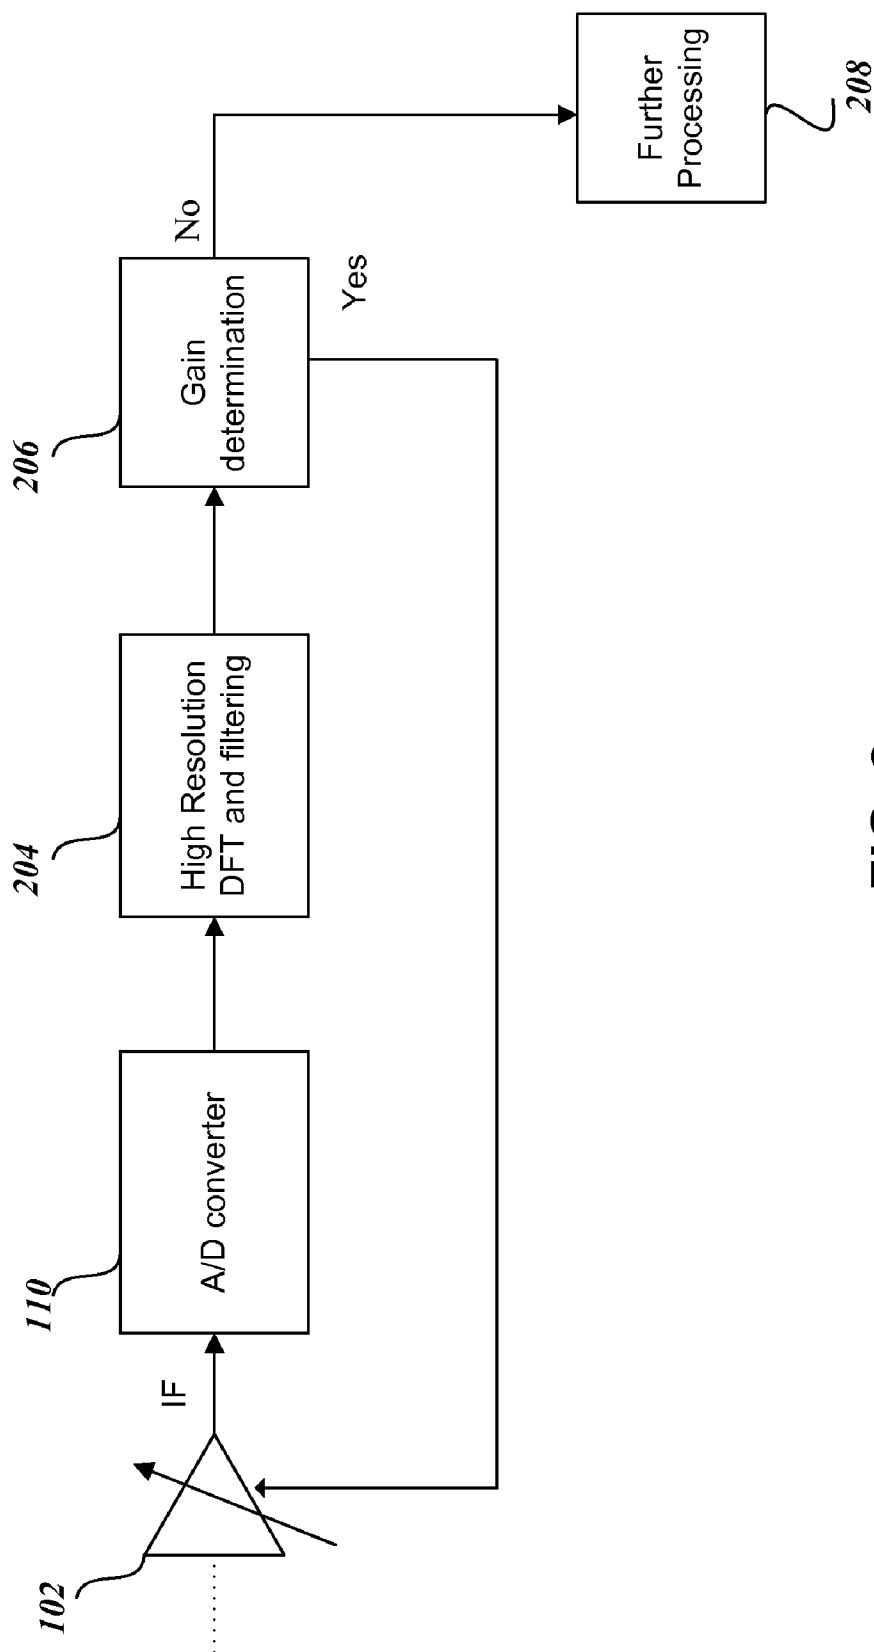 102
IF
110
A/D converter
204
High Resolution
DFT and filtering
206
Gain
determination
No
Yes
Further
Processing
208